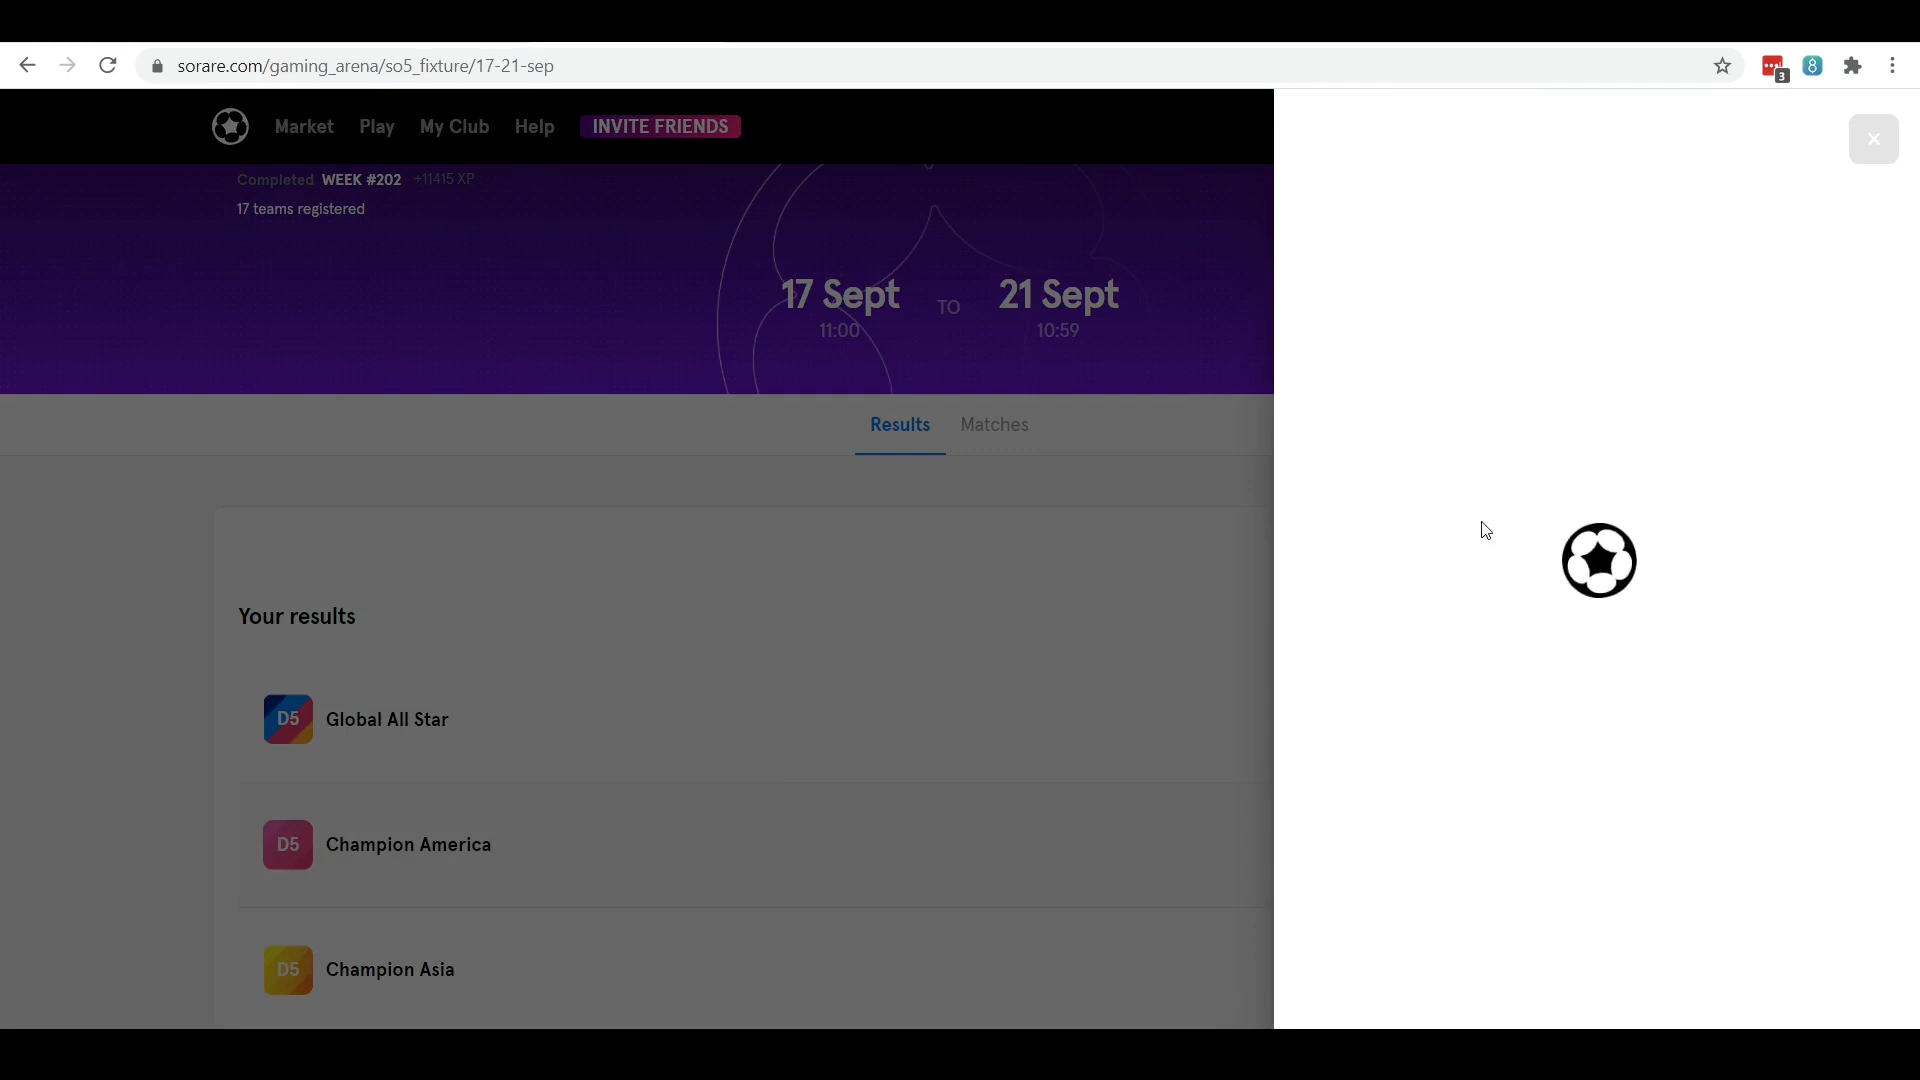 sorare.com/gaming_arena/so5_fixture/17-21-sep
3
8
Market Play My Club Help INVITE FRIENDS
Completed WEEK #202 +11415 XP
17 teams registered
17 Sept TO 21 Sept
11:00 10:59
Results Matches
Your results
D5 Global All Star
D5 Champion America
D5 Champion Asia